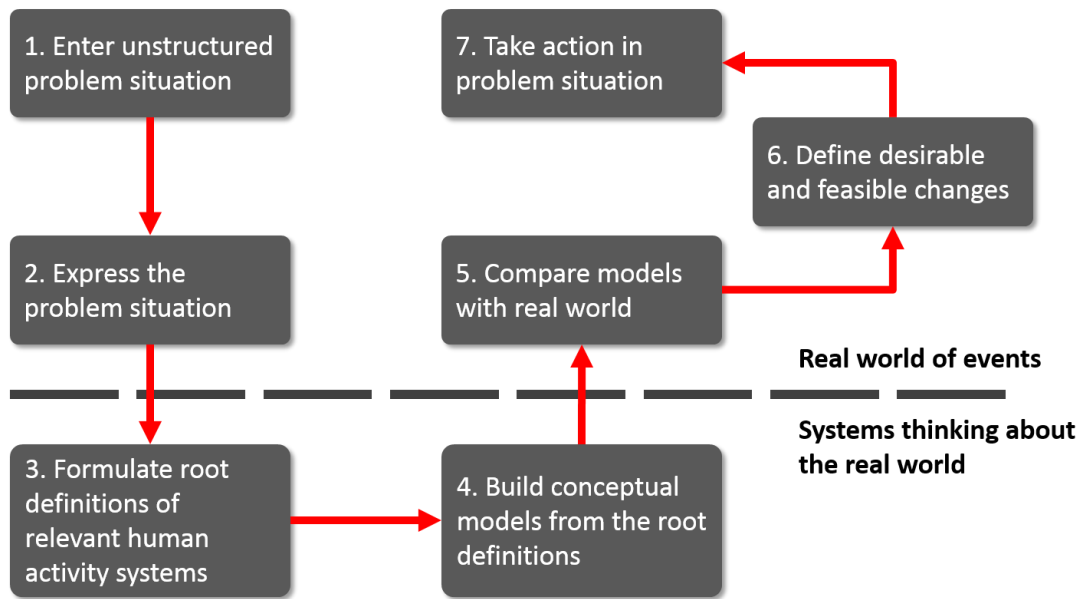 1. Enter unstructured
problem situation
2. Express the
problem situation
3. Formulate root
definitions of
relevant human
activity systems
4. Build conceptual
models from the root
definitions
5. Compare models
with real world
6. Define desirable
and feasible changes
7. Take action in
problem situation
Real world of events
Systems thinking about
the real world